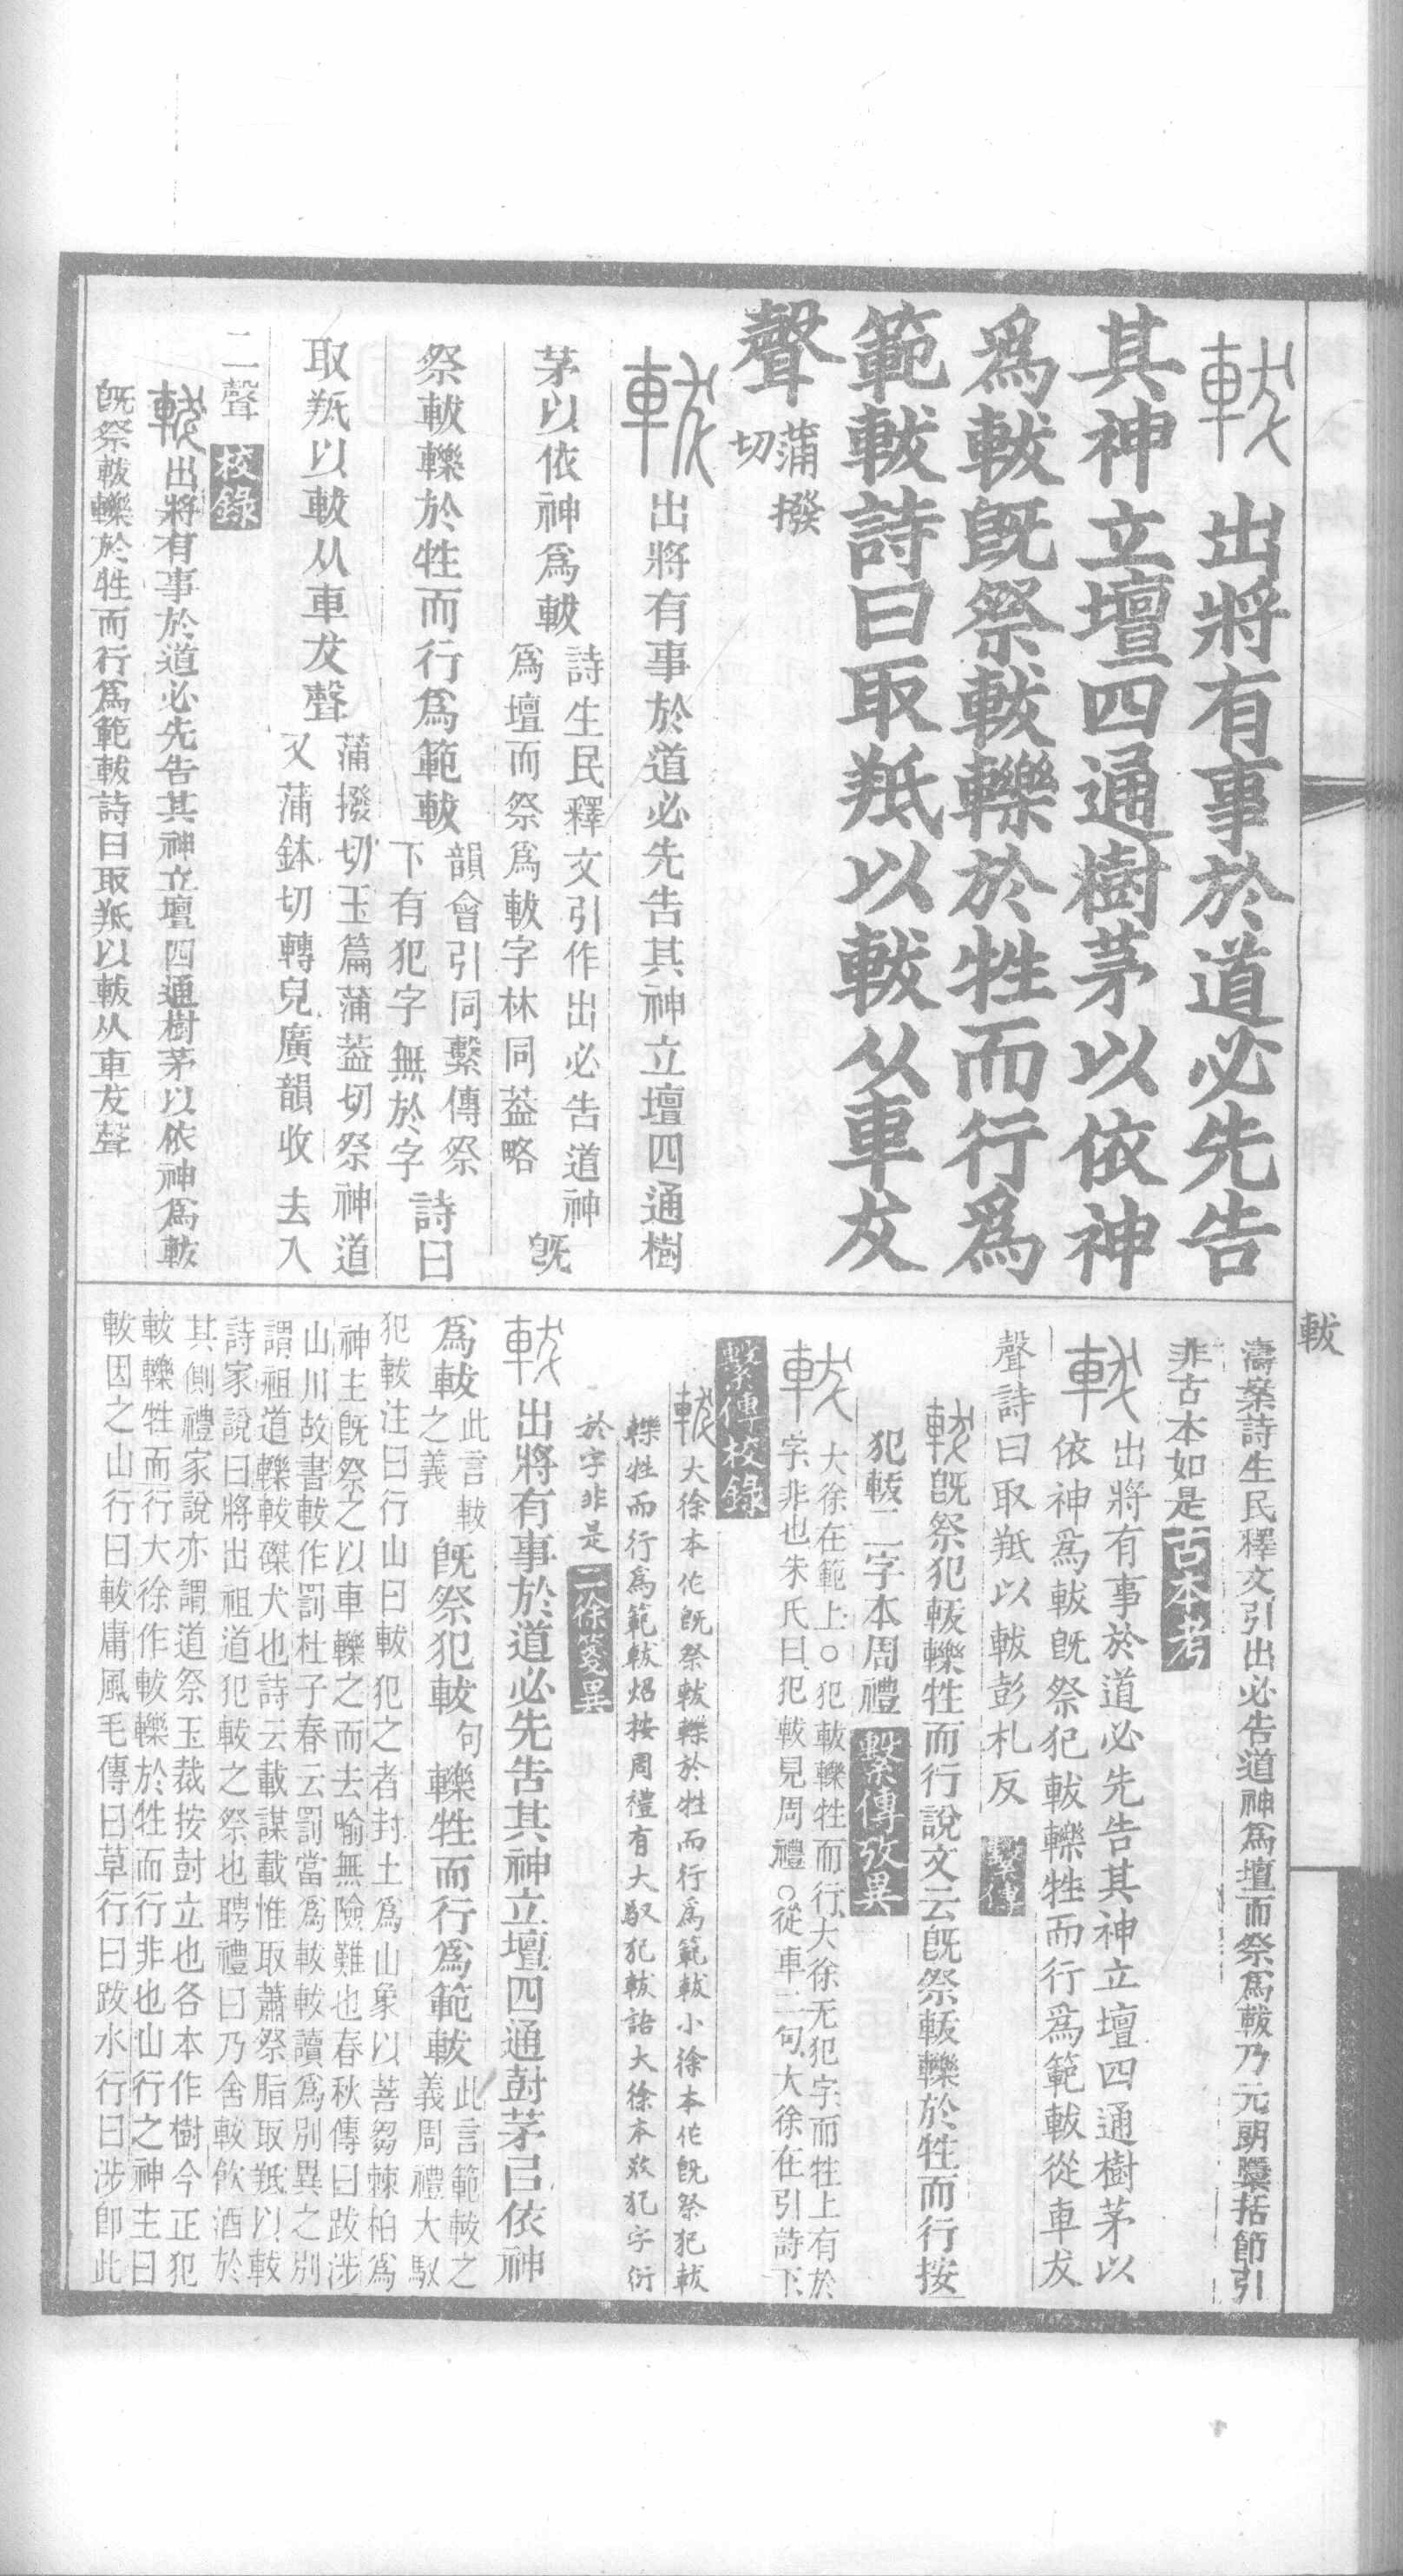 軷 出將有事於道必先告
其神立壇四通樹茅以依神
爲軷旣祭軷轢於牲而行爲
範軷詩曰取羝以軷从車犮
聲 蒲撥切
軷 出將有事於道必先告其神立壇四通樹
茅以依神爲軷 詩生民釋文引作出必告道神爲壇而祭爲軷字林同葢略 旣
祭軷轢於牲而行爲範軷 韻會引同繫傳祭下有犯字無於字 詩曰
取羝以軷从車犮聲 蒲撥切玉篇蒲葢切祭神道又蒲鉢切轉皃廣韻收去入
二聲 校錄
軷出將有事於道必先告其神立壇四通樹茅以依神爲軷
旣祭軷轢於牲而行爲範軷詩曰取羝以軷从車犮聲
軷
濤案詩生民釋文引出必告道神爲壇而祭爲軷乃元朗檃括節引
非古本如是 古本考
軷 出將有事於道必先告其神立壇四通樹茅以
依神爲軷旣祭犯軷轢牲而行爲範軷從車犮
聲詩曰取羝以軷彭札反 繫傳
軷旣祭犯軷轢牲而行說文云旣祭軷轢於牲而行按
犯軷二字本周禮 繫傳攷異
軷 大徐在範上○犯軷轢牲而行大徐无犯字而牲上有於
字非也朱氏曰犯軷見周禮○從車二句大徐在引詩下
繫傳校錄
軷大徐本作旣祭軷轢於牲而行爲範軷小徐本作旣祭犯軷
轢牲而行爲範軷炤按周禮有大馭犯軷語大徐本敚犯字衍
於字非是 二徐箋異
軷 出將有事於道必先告其神立壇四通尌茅㠯依神
爲軷 此言軷之義 旣祭犯軷 句 轢牲而行爲範軷 此言範軷之義周禮大馭
犯軷注曰行山曰軷犯之者封土爲山象以菩芻棘柏爲
神主旣祭之以車轢之而去喻無險難也春秋傳曰跋涉
山川故書軷作罰杜子春云罰當爲軷軷讀爲別異之別
謂祖道轢軷磔犬也詩云載謀載惟取蕭祭脂取羝以軷
詩家說曰將出祖道犯軷之祭也聘禮曰乃舍軷飮酒於
其側禮家說亦謂道祭玉裁按尌立也各本作樹今正犯
軷轢牲而行大徐作軷轢於牲而行非也山行之神主曰
軷因之山行曰軷庸風毛傳曰草行曰跋水行曰涉卽此